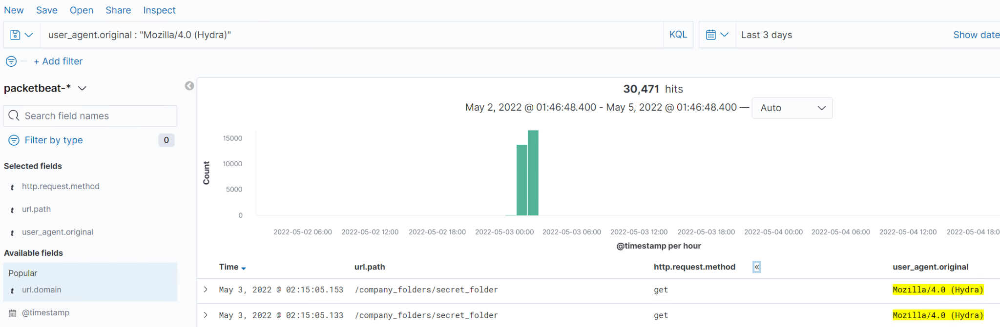 New Save Open Share Inspect
user_agent.original : "Mozilla/4.0 (Hydra)" KQL Last 3 days Show date
+ Add filter
packetbeat-*
30,471 hits
Search field names
May 2, 2022 @ 01:46:48.400 - May 5, 2022 @ 01:46:48.400 — Auto
Filter by type 0
Selected fields
t http.request.method
t url.path
t user_agent.original
Available fields
Popular
t url.domain
@timestamp
Count
15000
10000
5000
0
2022-05-02 06:00 2022-05-02 12:00 2022-05-02 18:00 2022-05-03 00:00 2022-05-03 06:00 2022-05-03 12:00 2022-05-03 18:00 2022-05-04 00:00 2022-05-04 06:00 2022-05-04 12:00 2022-05-04 18:0
@timestamp per hour
Time url.path http.request.method « user_agent.original
May 3, 2022 @ 02:15:05.153 /company_folders/secret_folder get Mozilla/4.0 (Hydra)
May 3, 2022 @ 02:15:05.133 /company_folders/secret_folder get Mozilla/4.0 (Hydra)